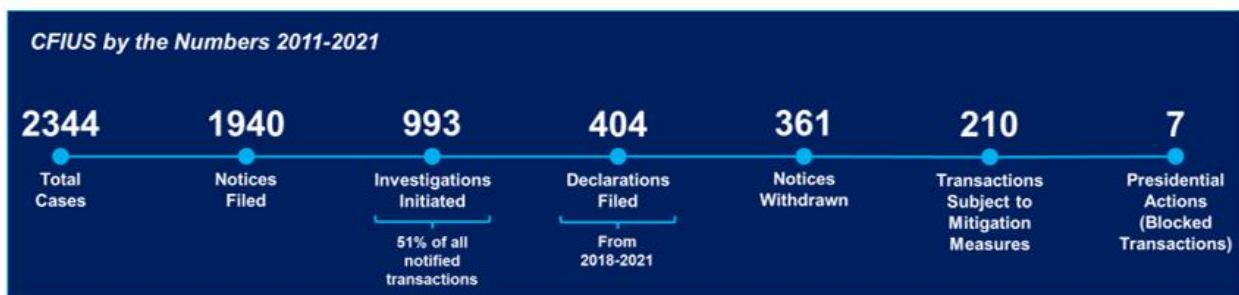 CFIUS by the Numbers 2011-2021
2344
Total
Cases
1940
Notices
Filed
993
Investigations
Initiated
51% of all
notified
transactions
404
Declarations
Filed
From
2018-2021
361
Notices
Withdrawn
210
Transactions
Subject to
Mitigation
Measures
7
Presidential
Actions
(Blocked
Transactions)